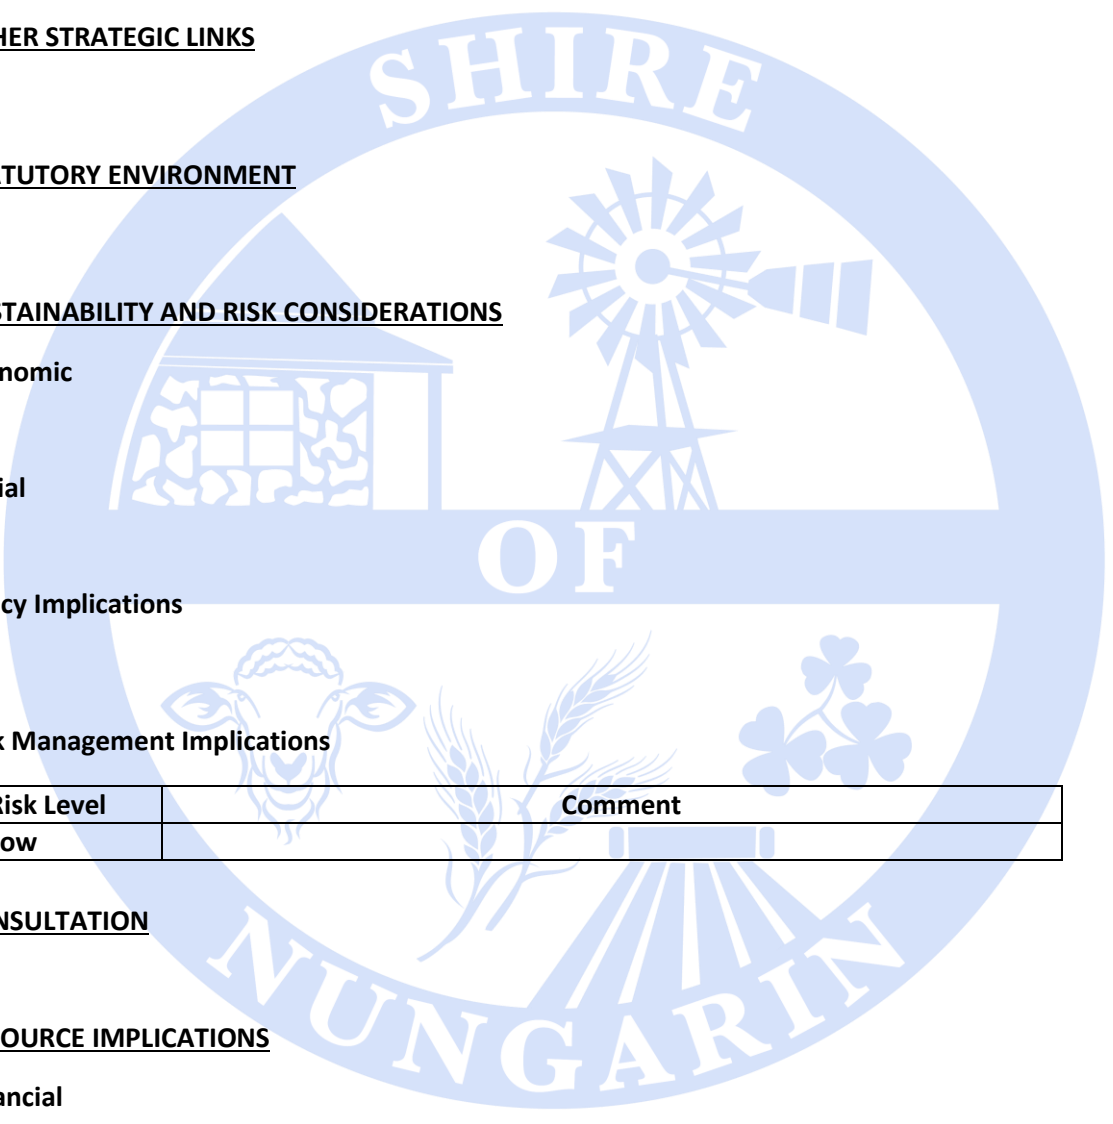 HER STRATEGIC LINKS
ATUTORY ENVIRONMENT
STAINABILITY AND RISK CONSIDERATIONS
nomic
ial
cy Implications
k Management Implications
Risk Level Comment
ow
NSULTATION
OURCE IMPLICATIONS
ancial
SHIRE
OF
NUNGARIN